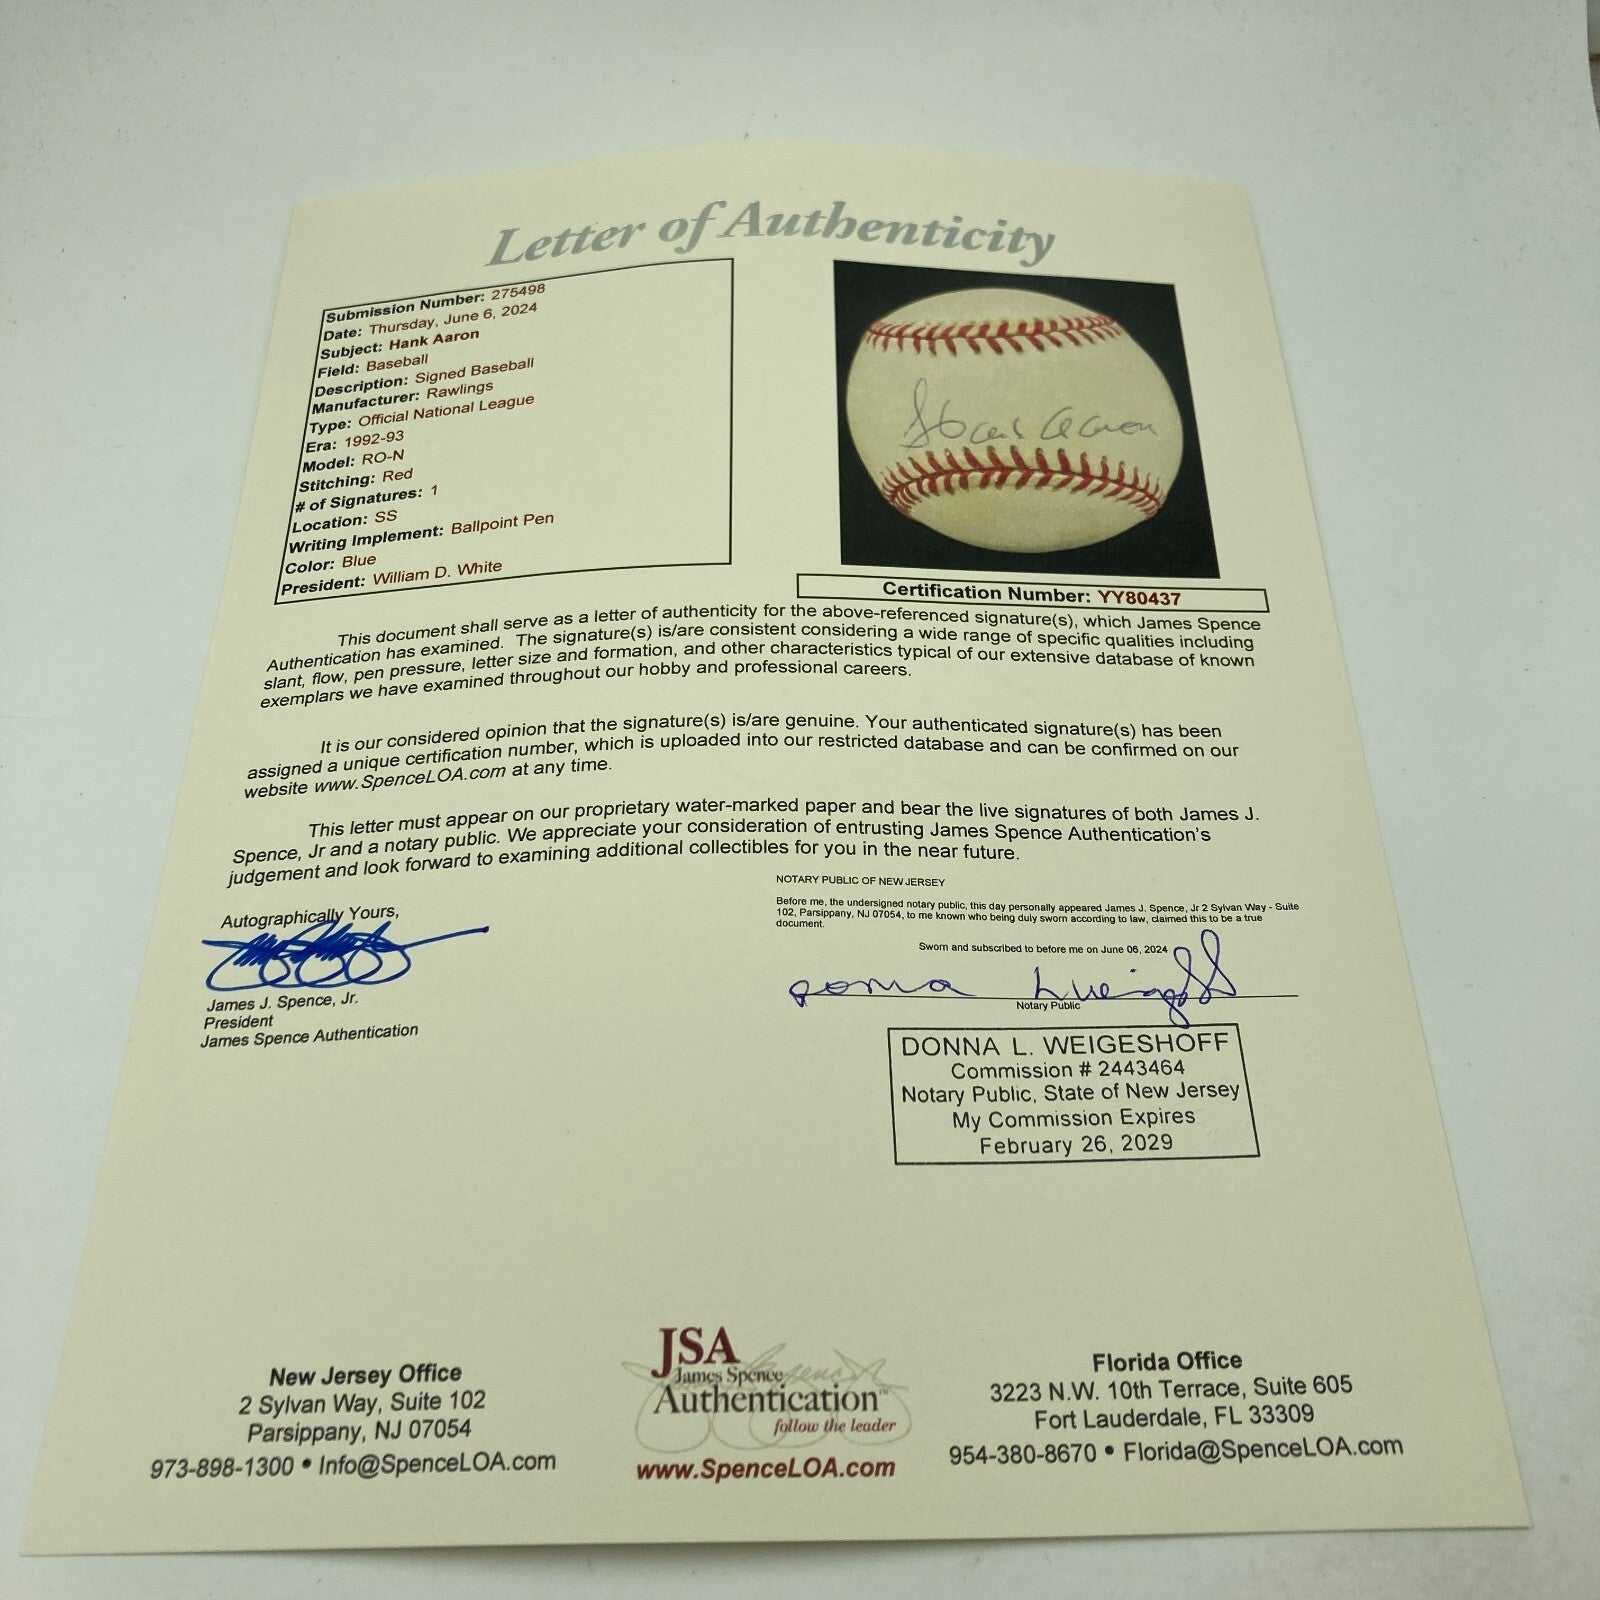 Letter of Authenticity
Submission Number: 275498
Date: Thursday, June 6, 2024
Subject: Hank Aaron
Field: Baseball
Description: Signed Baseball
Manufacturer: Rawlings
Type: Official National League
Era: 1992-93
Model: RO-N
Stitching: Red
# of Signatures: 1
Location: SS
Writing Implement: Ballpoint Pen
Color: Blue
President: William D. White
Hank Aaron
Certification Number: YY80437
This document shall serve as a letter of authenticity for the above-referenced signature(s), which James Spence
Authentication has examined. The signature(s) is/are consistent considering a wide range of specific qualities including
slant, flow, pen pressure, letter size and formation, and other characteristics typical of our extensive database of known
exemplars we have examined throughout our hobby and professional careers.
It is our considered opinion that the signature(s) is/are genuine. Your authenticated signature(s) has been
assigned a unique certification number, which is uploaded into our restricted database and can be confirmed on our
website www.SpenceLOA.com at any time.
This letter must appear on our proprietary water-marked paper and bear the live signatures of both James J.
Spence, Jr and a notary public. We appreciate your consideration of entrusting James Spence Authentication's
judgement and look forward to examining additional collectibles for you in the near future.
Autographically Yours,
James J. Spence, Jr.
President
James Spence Authentication
NOTARY PUBLIC OF NEW JERSEY
Before me, the undersigned notary public, this day personally appeared James J. Spence, Jr 2 Sylvan Way - Suite
102, Parsippany, NJ 07054, to me known who being duly sworn according to law, claimed this to be a true
document.
Sworn and subscribed to before me on June 06, 2024
Notary Public
DONNA L. WEIGESHOFF
Commission # 2443464
Notary Public, State of New Jersey
My Commission Expires
February 26, 2029
New Jersey Office
2 Sylvan Way, Suite 102
Parsippany, NJ 07054
973-898-1300 • Info@SpenceLOA.com
JSA
James Spence
Authentication™
follow the leader
www.SpenceLOA.com
Florida Office
3223 N.W. 10th Terrace, Suite 605
Fort Lauderdale, FL 33309
954-380-8670 • Florida@SpenceLOA.com